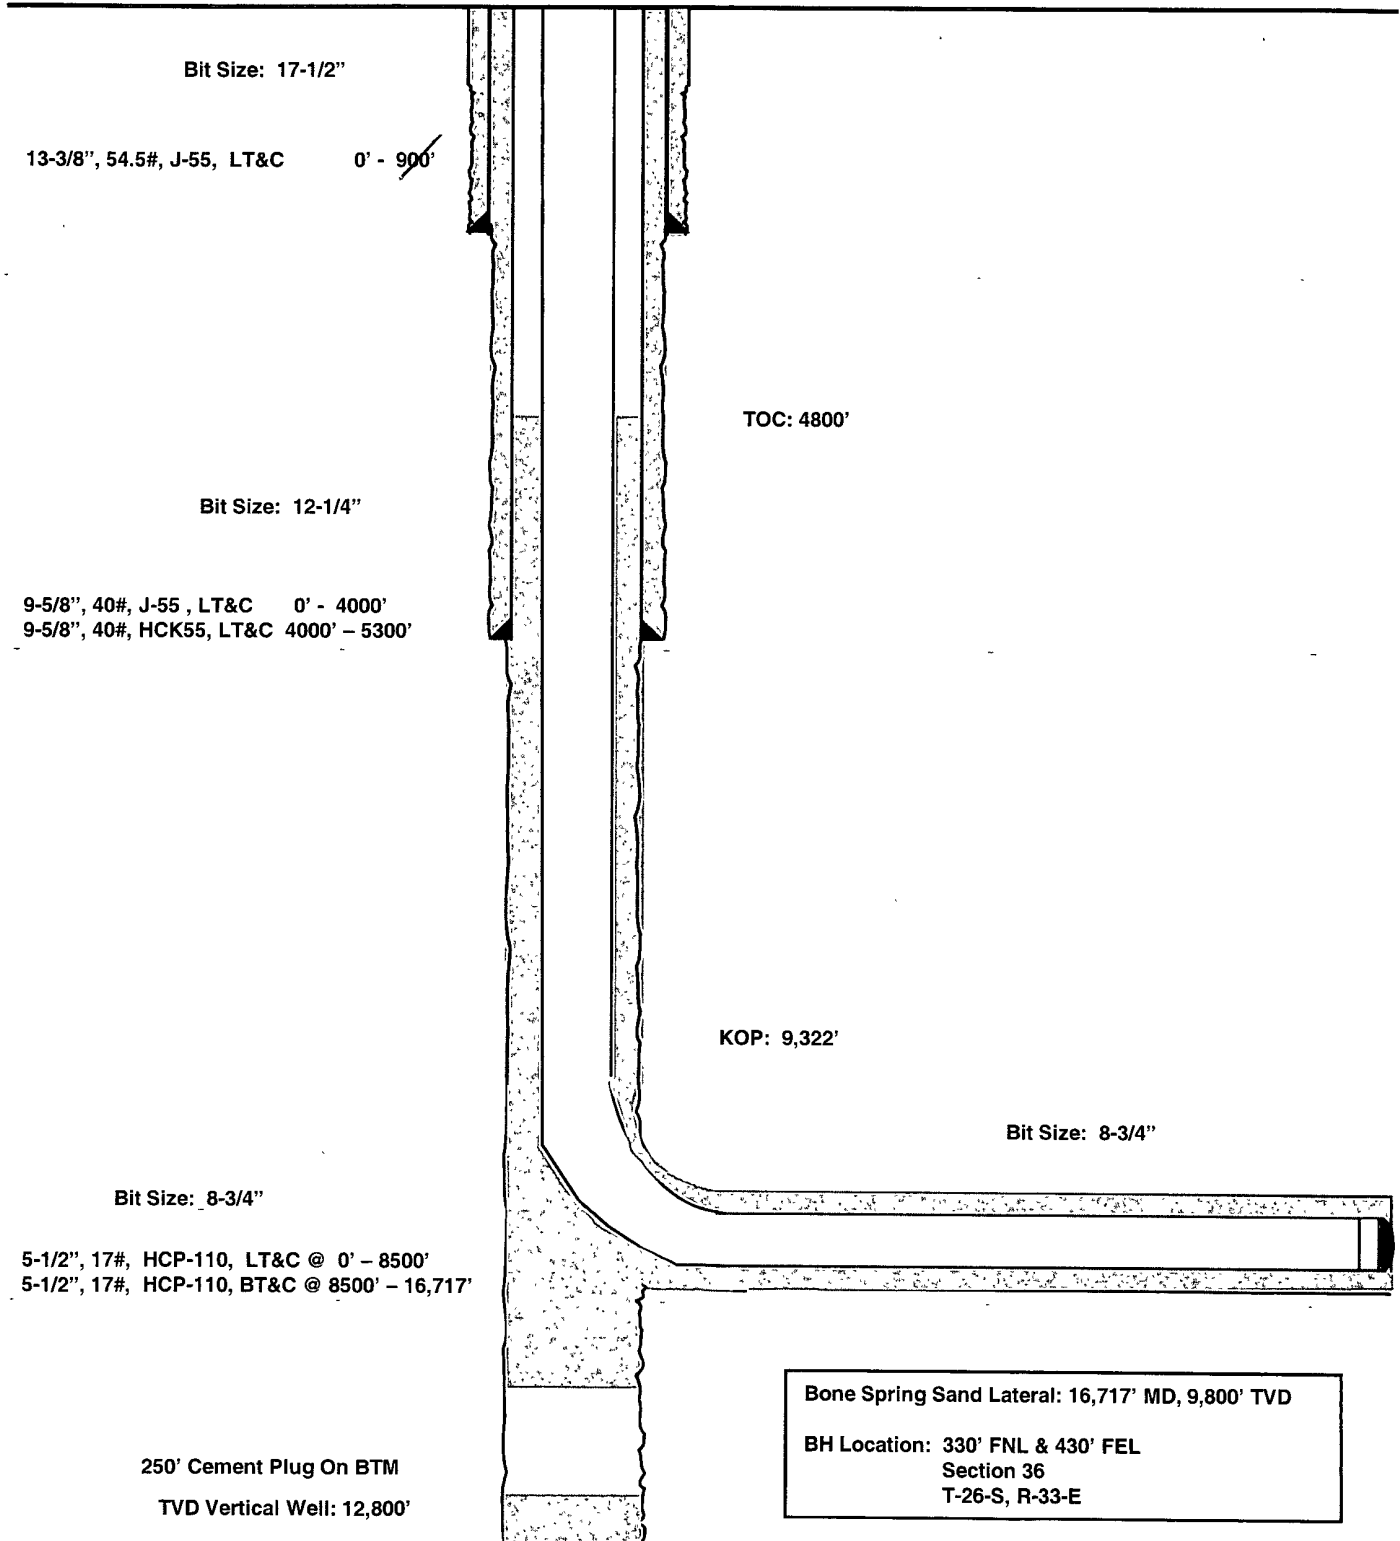 Bit Size: 17-1/2”
13-3/8”, 54.5#, J-55, LT&C 0’ - 900’
TOC: 4800’
Bit Size: 12-1/4”
9-5/8”, 40#, J-55 , LT&C 0’ - 4000’
9-5/8”, 40#, HCK55, LT&C 4000’ – 5300’
KOP: 9,322’
Bit Size: 8-3/4”
Bit Size: 8-3/4”
5-1/2”, 17#, HCP-110, LT&C @ 0’ – 8500’
5-1/2”, 17#, HCP-110, BT&C @ 8500’ – 16,717’
Bone Spring Sand Lateral: 16,717’ MD, 9,800’ TVD
BH Location: 330’ FNL & 430’ FEL
Section 36
T-26-S, R-33-E
250’ Cement Plug On BTM
TVD Vertical Well: 12,800’